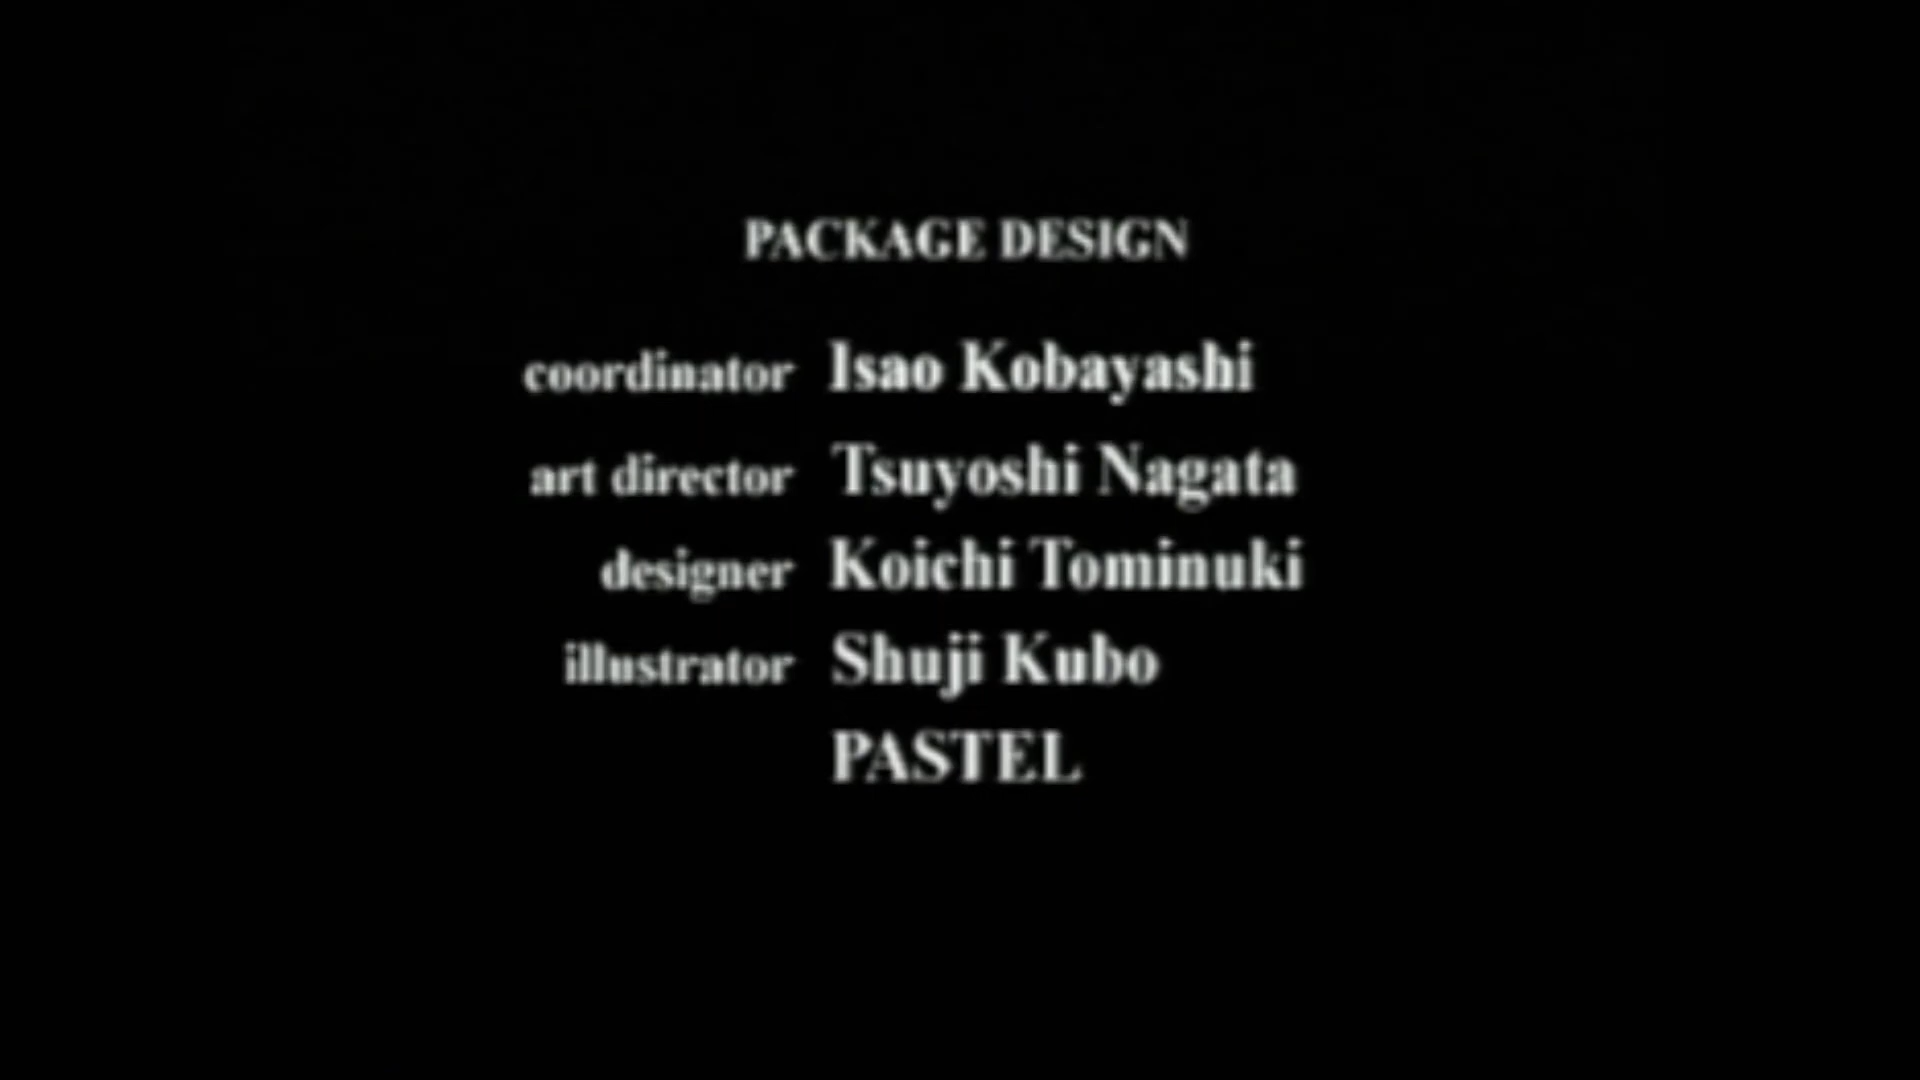 PACKAGE DESIGN
coordinator Isao Kobayashi
art director Tsuyoshi Nagata
designer Koichi Tominuki
illustrator Shuji Kubo
PASTEL